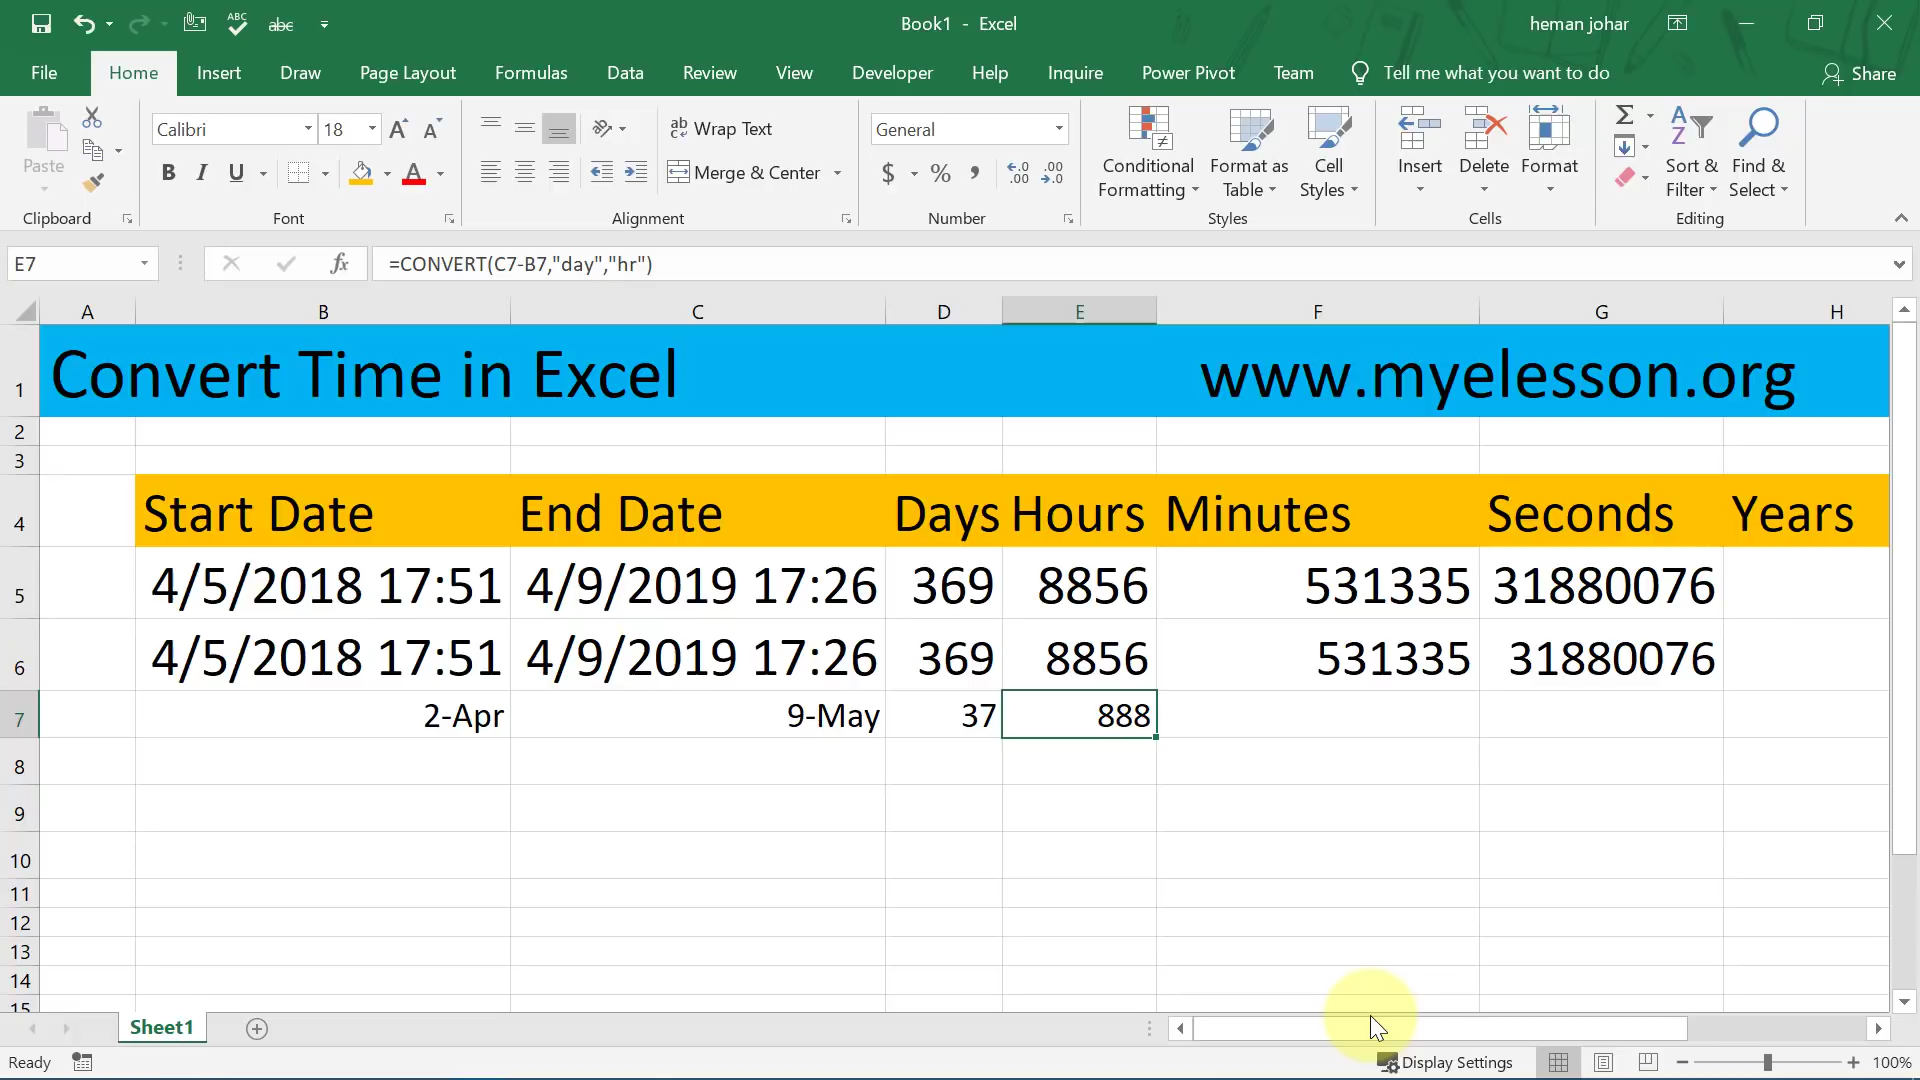 Book1 - Excel
heman johar
File Home Insert Draw Page Layout Formulas Data Review View Developer Help Inquire Power Pivot Team Tell me what you want to do Share
Paste
Calibri 18
Wrap Text
Merge & Center
General
Conditional Formatting
Format as Table
Cell Styles
Insert
Delete
Format
Sort & Filter
Find & Select
Clipboard Font Alignment Number Styles Cells Editing
E7 =CONVERT(C7-B7,"day","hr")
A B C D E F G H
1 Convert Time in Excel www.myelesson.org
2
3
4 Start Date End Date Days Hours Minutes Seconds Years
5 4/5/2018 17:51 4/9/2019 17:26 369 8856 531335 31880076
6 4/5/2018 17:51 4/9/2019 17:26 369 8856 531335 31880076
7 2-Apr 9-May 37 888
8
9
10
11
12
13
14
15
Sheet1
Ready Display Settings 100%